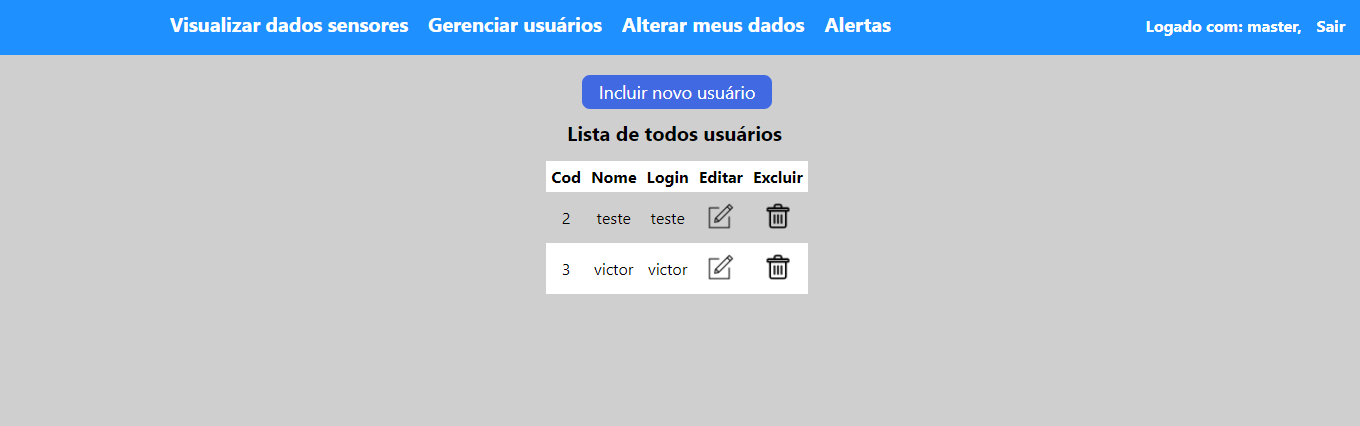 Visualizar dados sensores Gerenciar usuários Alterar meus dados Alertas Logado com: master, Sair
Incluir novo usuário
Lista de todos usuários
Cod Nome Login Editar Excluir
2 teste teste
3 victor victor